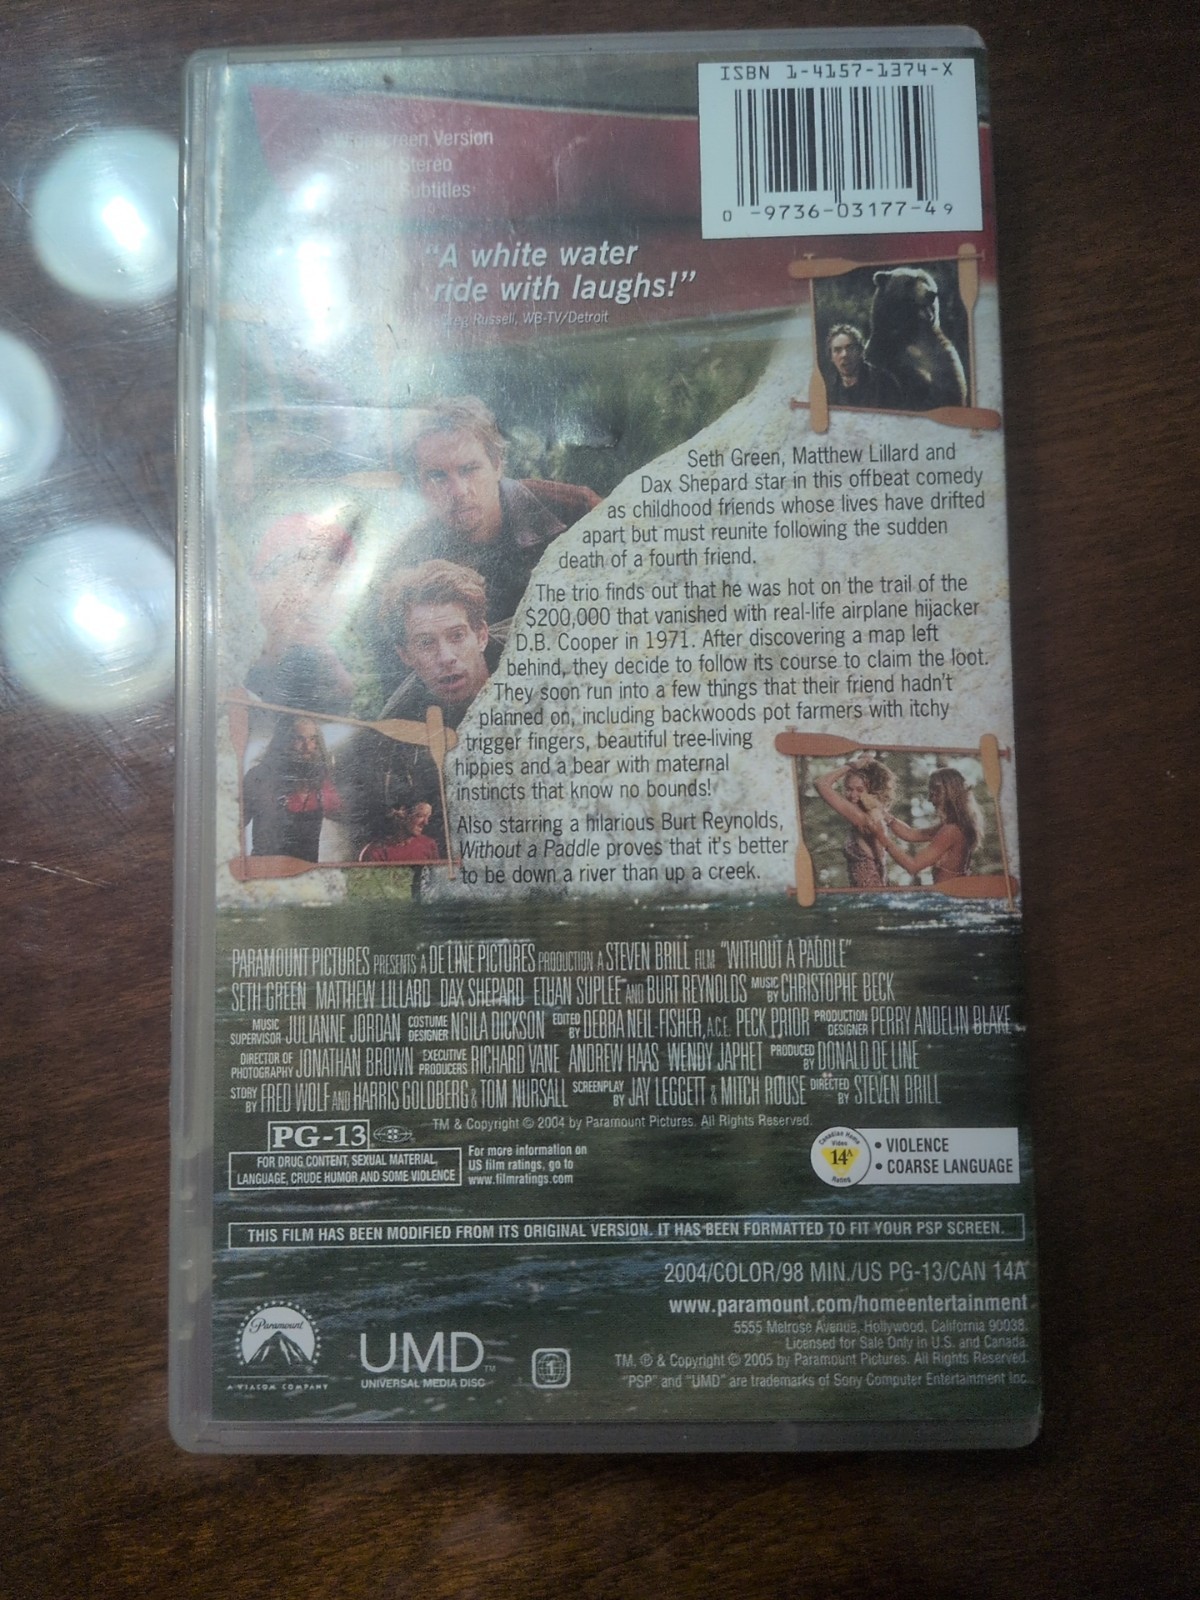 ISBN 1-4157-1374-X
0 -9736-03177-4 9
Widescreen Version
English Stereo
Subtitles
“A white water
ride with laughs!”
Greg Russell, WB-TV/Detroit
Seth Green, Matthew Lillard and
Dax Shepard star in this offbeat comedy
as childhood friends whose lives have drifted
apart but must reunite following the sudden
death of a fourth friend.
The trio finds out that he was hot on the trail of the
$200,000 that vanished with real-life airplane hijacker
D.B. Cooper in 1971. After discovering a map left
behind, they decide to follow its course to claim the loot.
They soon run into a few things that their friend hadn't
planned on, including backwoods pot farmers with itchy
trigger fingers, beautiful tree-living
hippies and a bear with maternal
instincts that know no bounds!
Also starring a hilarious Burt Reynolds,
Without a Paddle proves that it's better
to be down a river than up a creek.
PARAMOUNT PICTURES PRESENTS A DE LINE PICTURES PRODUCTION A STEVEN BRILL FILM “WITHOUT A PADDLE”
SETH GREEN MATTHEW LILLARD DAX SHEPARD ETHAN SUPLEE AND BURT REYNOLDS MUSIC BY CHRISTOPHE BECK
MUSIC SUPERVISOR JULIANNE JORDAN COSTUME DESIGNER NGILA DICKSON EDITED BY DEBRA NEIL-FISHER, A.C.E. PECK PRIOR PRODUCTION DESIGNER PERRY ANDELIN BLAKE
DIRECTOR OF PHOTOGRAPHY JONATHAN BROWN EXECUTIVE PRODUCERS RICHARD VANE ANDREW HAAS WENDY JAPHET PRODUCED BY DONALD DE LINE
STORY BY FRED WOLF AND HARRIS GOLDBERG & TOM NURSALL SCREENPLAY BY JAY LEGGETT & MITCH ROUSE DIRECTED BY STEVEN BRILL
TM & Copyright © 2004 by Paramount Pictures. All Rights Reserved.
PG-13
FOR DRUG CONTENT, SEXUAL MATERIAL,
LANGUAGE, CRUDE HUMOR AND SOME VIOLENCE
For more information on
US film ratings, go to
www.filmratings.com
Canadian Home
Video
14A
Rating
• VIOLENCE
• COARSE LANGUAGE
THIS FILM HAS BEEN MODIFIED FROM ITS ORIGINAL VERSION. IT HAS BEEN FORMATTED TO FIT YOUR PSP SCREEN.
2004/COLOR/98 MIN./US PG-13/CAN 14A
www.paramount.com/homeentertainment
5555 Melrose Avenue, Hollywood, California 90038.
Licensed for Sale Only in U.S. and Canada.
TM, ® & Copyright © 2005 by Paramount Pictures. All Rights Reserved.
“PSP” and “UMD” are trademarks of Sony Computer Entertainment Inc.
Paramount
A VIACOM COMPANY
UMD™
UNIVERSAL MEDIA DISC
1